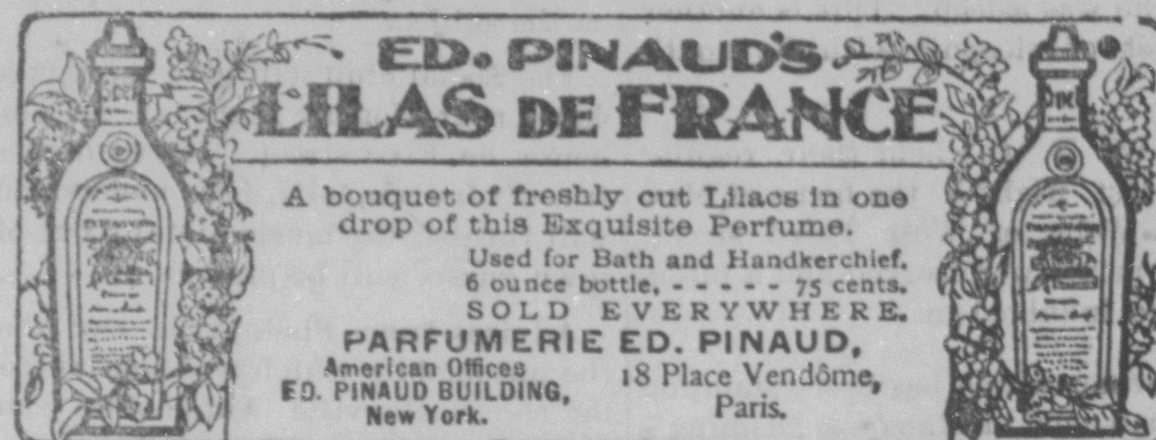 ED. PINAUD'S
LILAS DE FRANCE
A bouquet of freshly cut Lilacs in one
drop of this Exquisite Perfume.
Used for Bath and Handkerchief.
6 ounce bottle, - - - - - 75 cents.
SOLD EVERYWHERE.
PARFUMERIE ED. PINAUD,
American Offices
ED. PINAUD BUILDING,
New York.
18 Place Vendôme,
Paris.